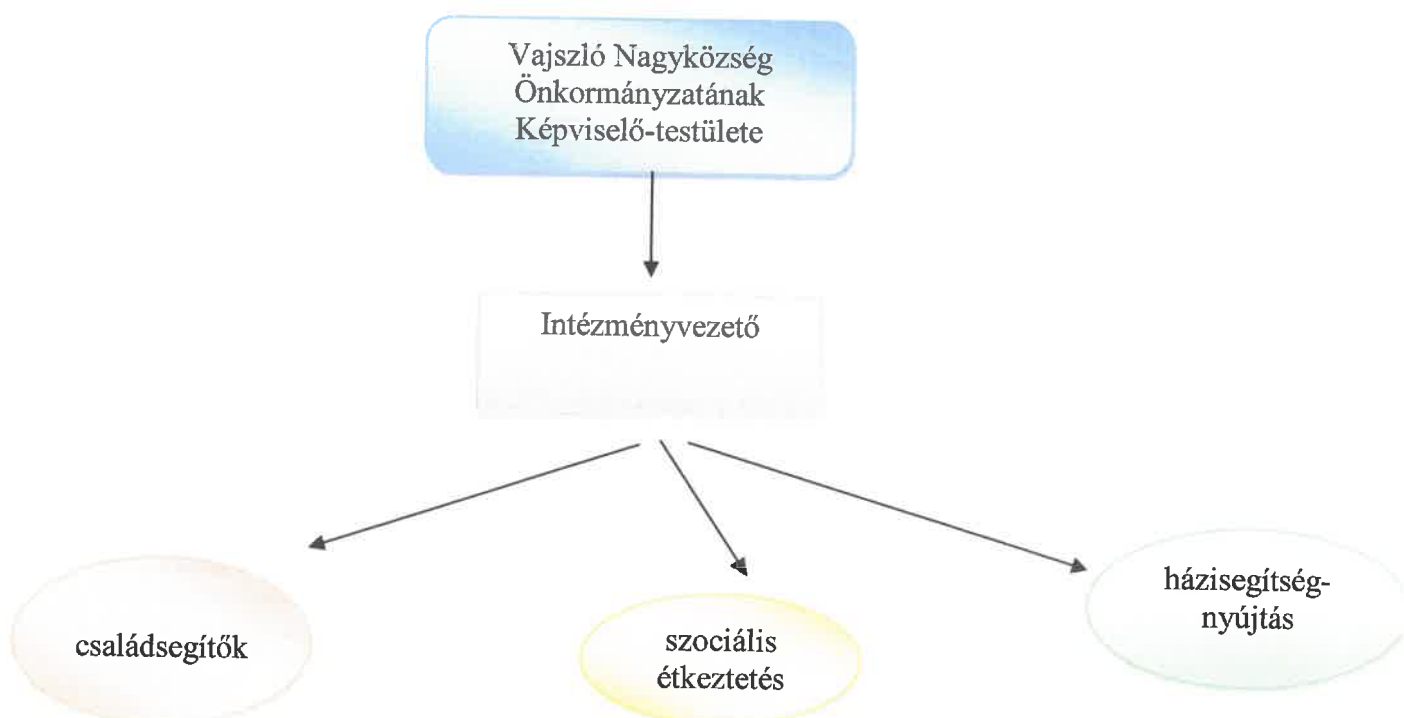 Vajszló Nagyközség
Önkormányzatának
Képviselő-testülete
Intézményvezető
családsegítők
szociális
étkeztetés
házisegítség-
nyújtás